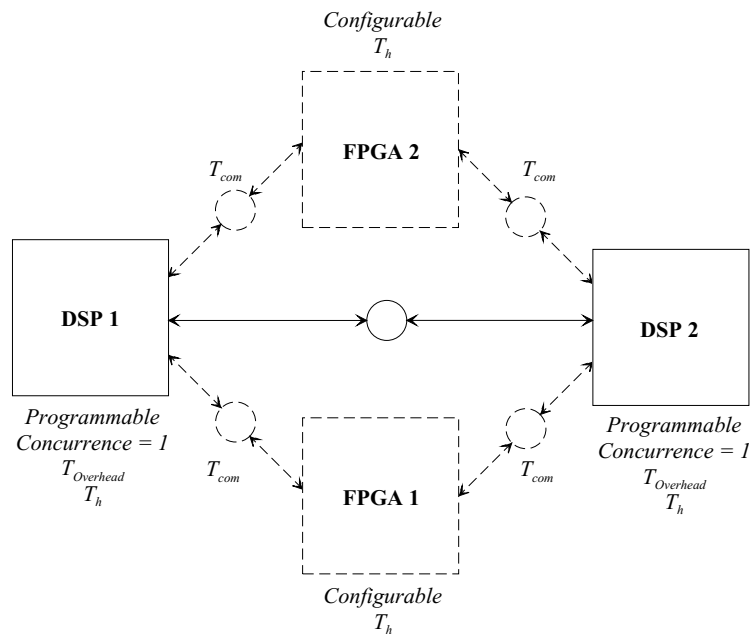 Configurable
T_h
FPGA 2
T_com
T_com
DSP 1
DSP 2
Programmable
Concurrence = 1
T_Overhead
T_h
Programmable
Concurrence = 1
T_Overhead
T_h
T_com
T_com
FPGA 1
Configurable
T_h